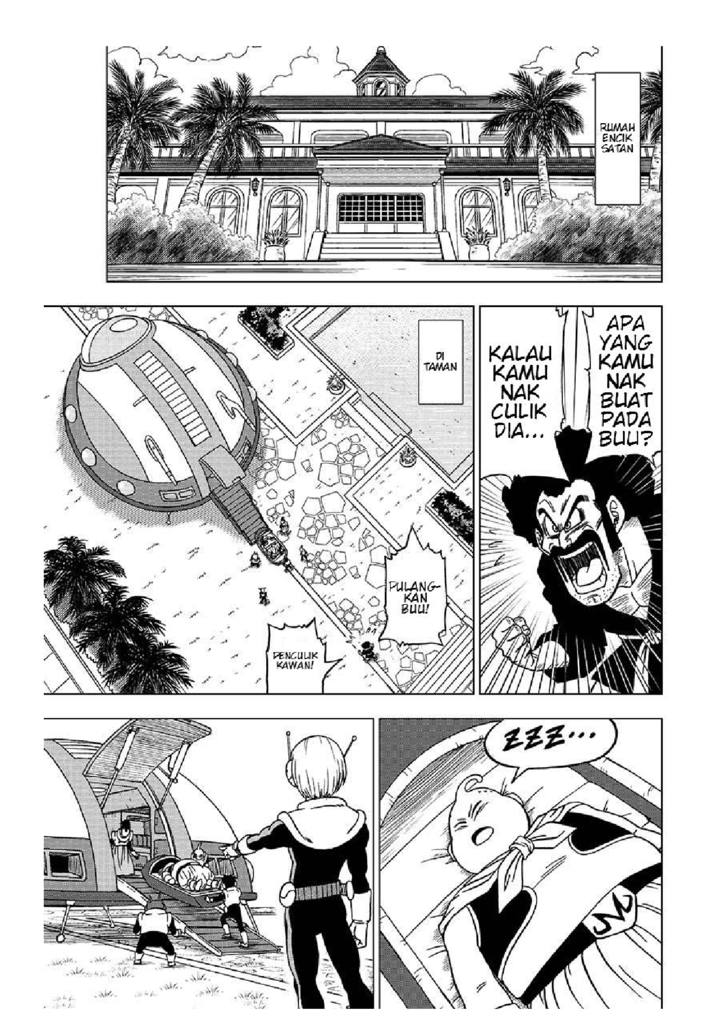 RUMAH
ENCIK
SATAN
APA
YANG
KAMU
NAK
BUAT
PADA
BUU?
KALAU
KAMU
NAK
CULIK
DIA...
DI
TAMAN
PULANG-
KAN
BUU!
PENCULIK
KAWAN!
ZZZ...